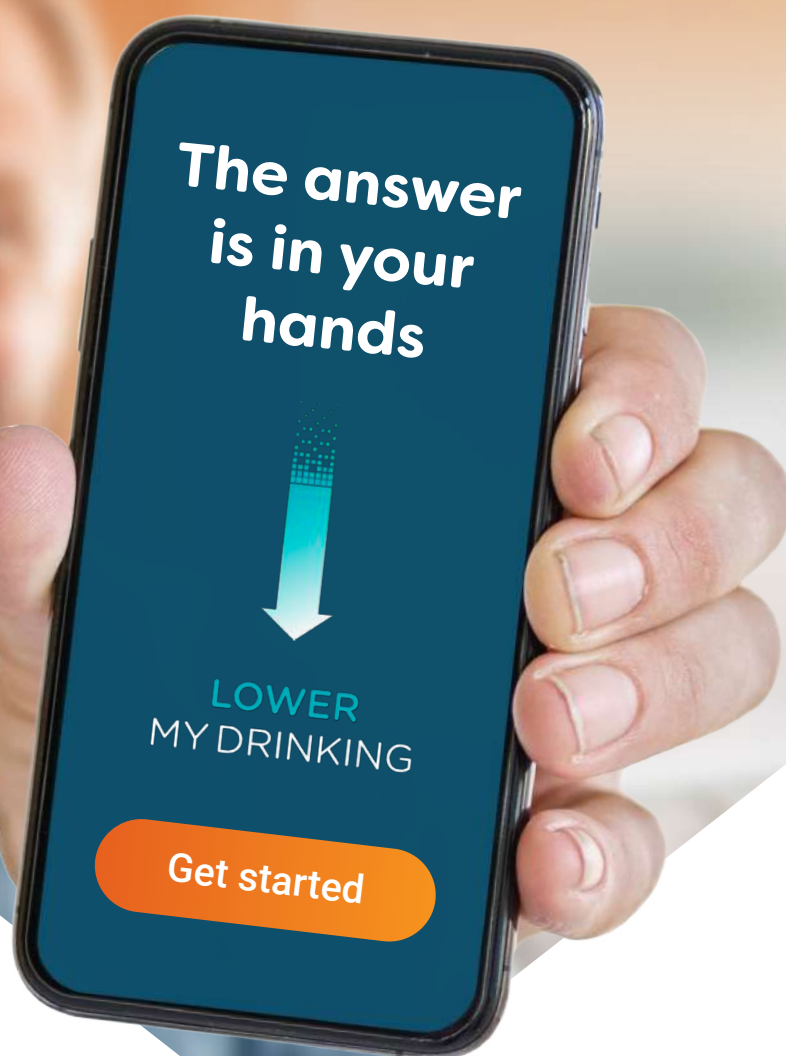 The answer
is in your
hands
LOWER
MY DRINKING
Get started